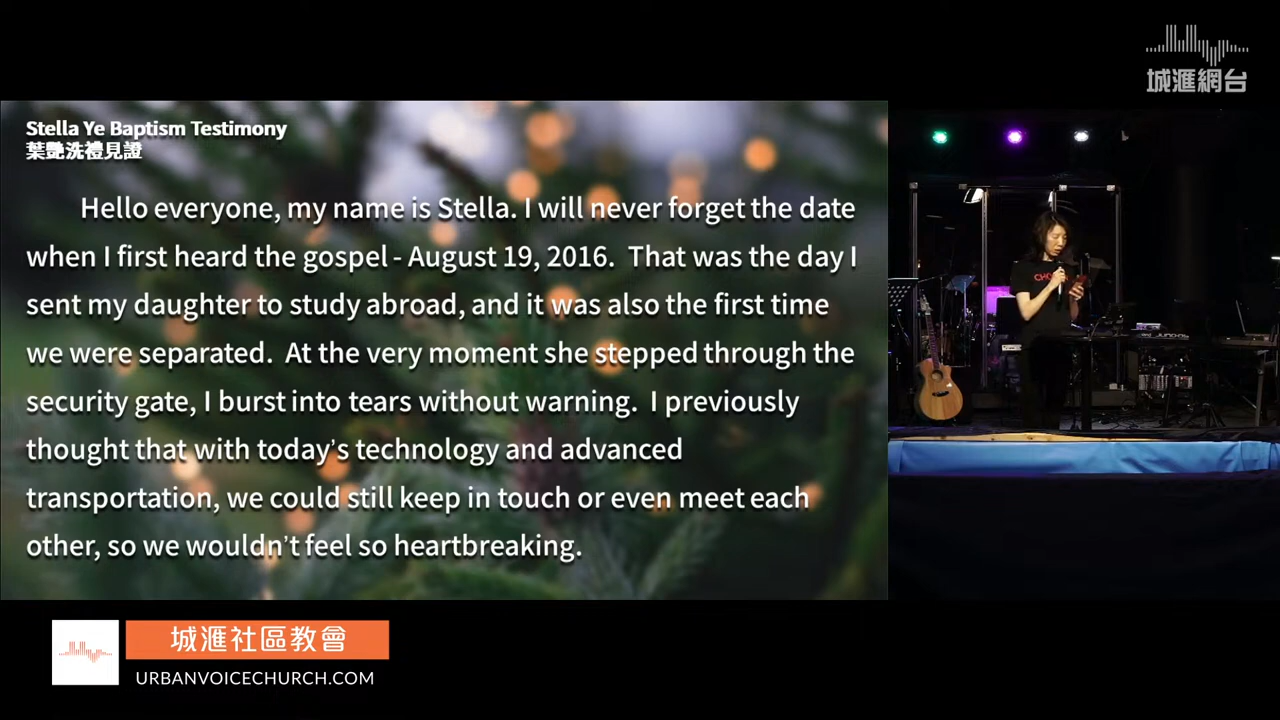 城滙網台
Stella Ye Baptism Testimony
葉艷洗禮見證
Hello everyone, my name is Stella. I will never forget the date
when I first heard the gospel - August 19, 2016.  That was the day I
sent my daughter to study abroad, and it was also the first time
we were separated.  At the very moment she stepped through the
security gate, I burst into tears without warning.  I previously
thought that with today’s technology and advanced
transportation, we could still keep in touch or even meet each
other, so we wouldn’t feel so heartbreaking.
城滙社區教會
URBANVOICECHURCH.COM